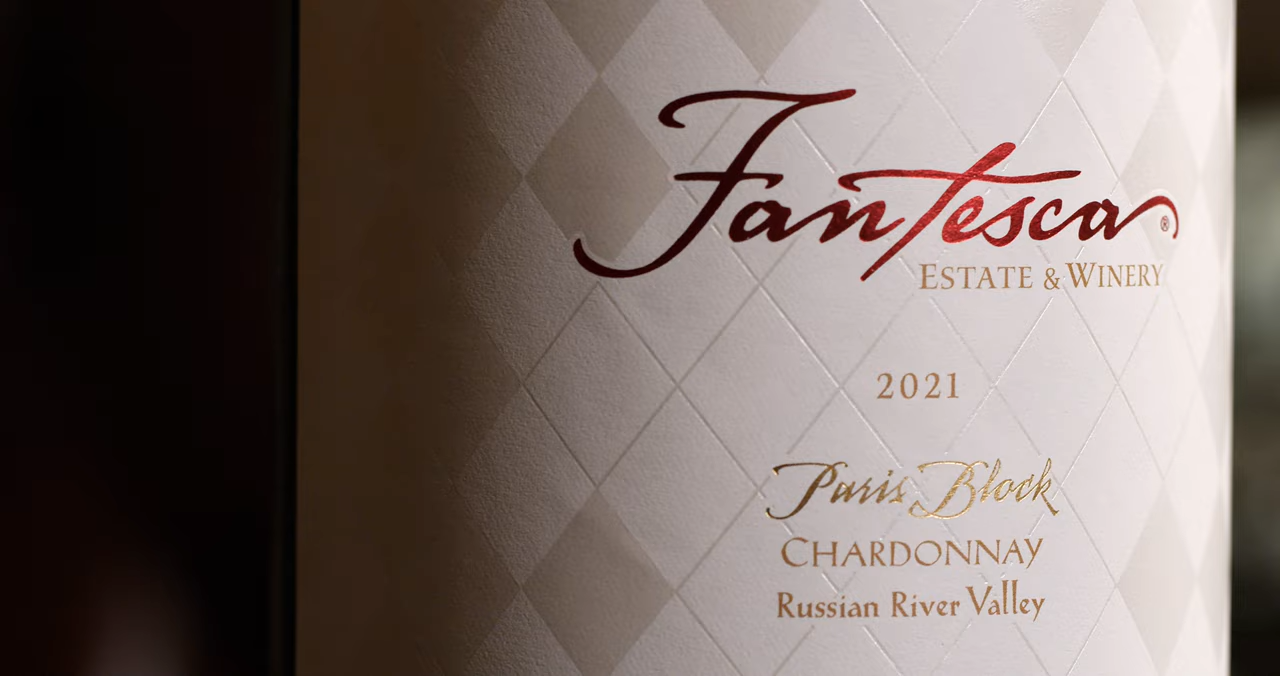 Fantesca®
ESTATE & WINERY
2021
Paris Block
CHARDONNAY
Russian River Valley